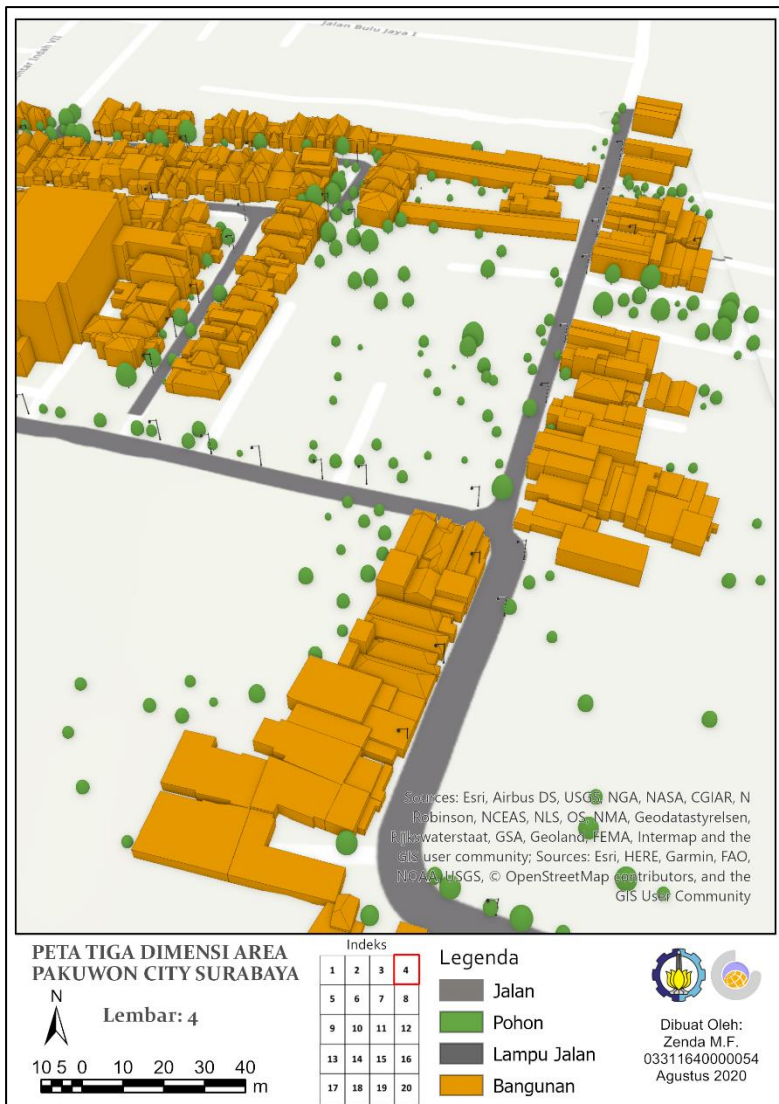 Jalan Bulu Jaya I
ntar Indah VII
Sources: Esri, Airbus DS, USGS, NGA, NASA, CGIAR, N
Robinson, NCEAS, NLS, OS, NMA, Geodatastyrelsen,
Rijkswaterstaat, GSA, Geoland, FEMA, Intermap and the
GIS user community; Sources: Esri, HERE, Garmin, FAO,
NOAA, USGS, © OpenStreetMap contributors, and the
GIS User Community
PETA TIGA DIMENSI AREA
PAKUWON CITY SURABAYA
N
Lembar: 4
10 5 0 10 20 30 40
m
Indeks
1 2 3 4
5 6 7 8
9 10 11 12
13 14 15 16
17 18 19 20
Legenda
Jalan
Pohon
Lampu Jalan
Bangunan
Dibuat Oleh:
Zenda M.F.
03311640000054
Agustus 2020